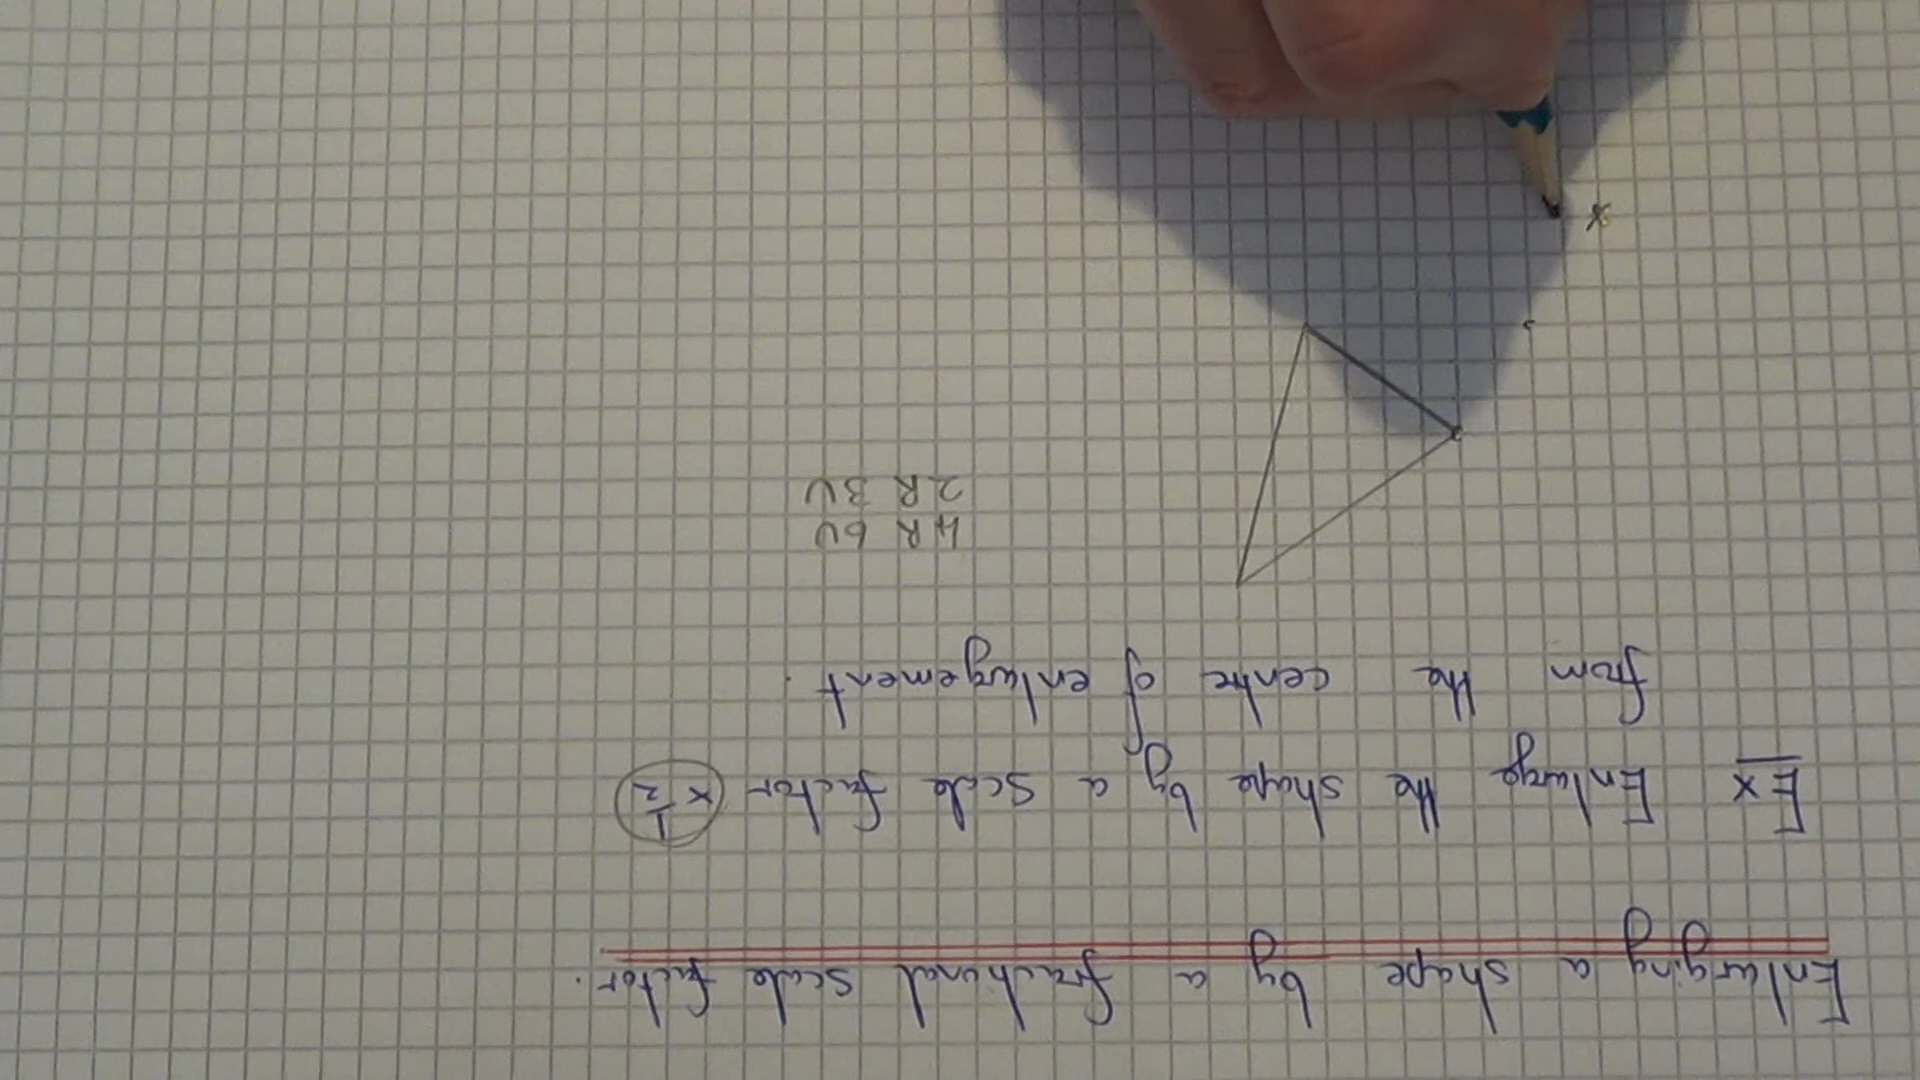 Enlarging a shape by a fractional scale factor.
Ex Enlarge the shape by a scale factor × 1/2
from the centre of enlargement.
4R 6U
2R 3U